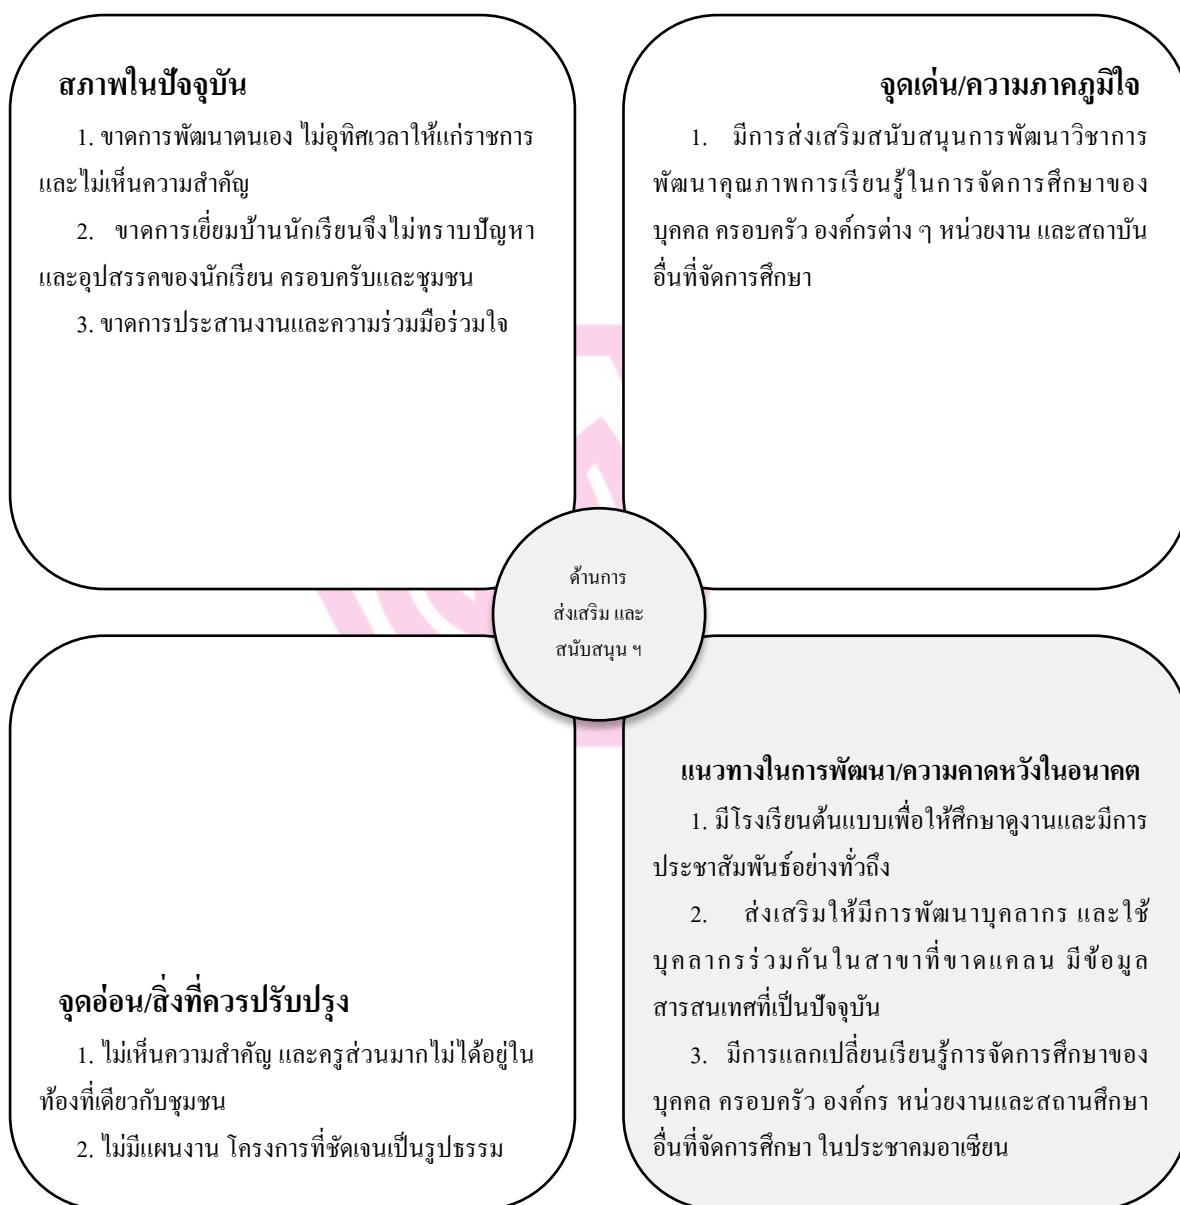 สภาพในปัจจุบัน
1. ขาดการพัฒนาตนเอง ไม่อุทิศเวลาให้แก่ราชการ
และไม่เห็นความสำคัญ
2. ขาดการเยี่ยมบ้านนักเรียนจึงไม่ทราบปัญหา
และอุปสรรคของนักเรียน ครอบครับและชุมชน
3. ขาดการประสานงานและความร่วมมือร่วมใจ
จุดเด่น/ความภาคภูมิใจ
1. มีการส่งเสริมสนับสนุนการพัฒนาวิชาการ
พัฒนาคุณภาพการเรียนรู้ในการจัดการศึกษาของ
บุคคล ครอบครัว องค์กรต่าง ๆ หน่วยงาน และสถาบัน
อื่นที่จัดการศึกษา
ด้านการ
ส่งเสริม และ
สนับสนุน ฯ
จุดอ่อน/สิ่งที่ควรปรับปรุง
1. ไม่เห็นความสำคัญ และครูส่วนมากไม่ได้อยู่ใน
ท้องที่เดียวกับชุมชน
2. ไม่มีแผนงาน โครงการที่ชัดเจนเป็นรูปธรรม
แนวทางในการพัฒนา/ความคาดหวังในอนาคต
1. มีโรงเรียนต้นแบบเพื่อให้ศึกษาดูงานและมีการ
ประชาสัมพันธ์อย่างทั่วถึง
2. ส่งเสริมให้มีการพัฒนาบุคลากร และใช้
บุคลากรร่วมกันในสาขาที่ขาดแคลน มีข้อมูล
สารสนเทศที่เป็นปัจจุบัน
3. มีการแลกเปลี่ยนเรียนรู้การจัดการศึกษาของ
บุคคล ครอบครัว องค์กร หน่วยงานและสถานศึกษา
อื่นที่จัดการศึกษา ในประชาคมอาเซียน